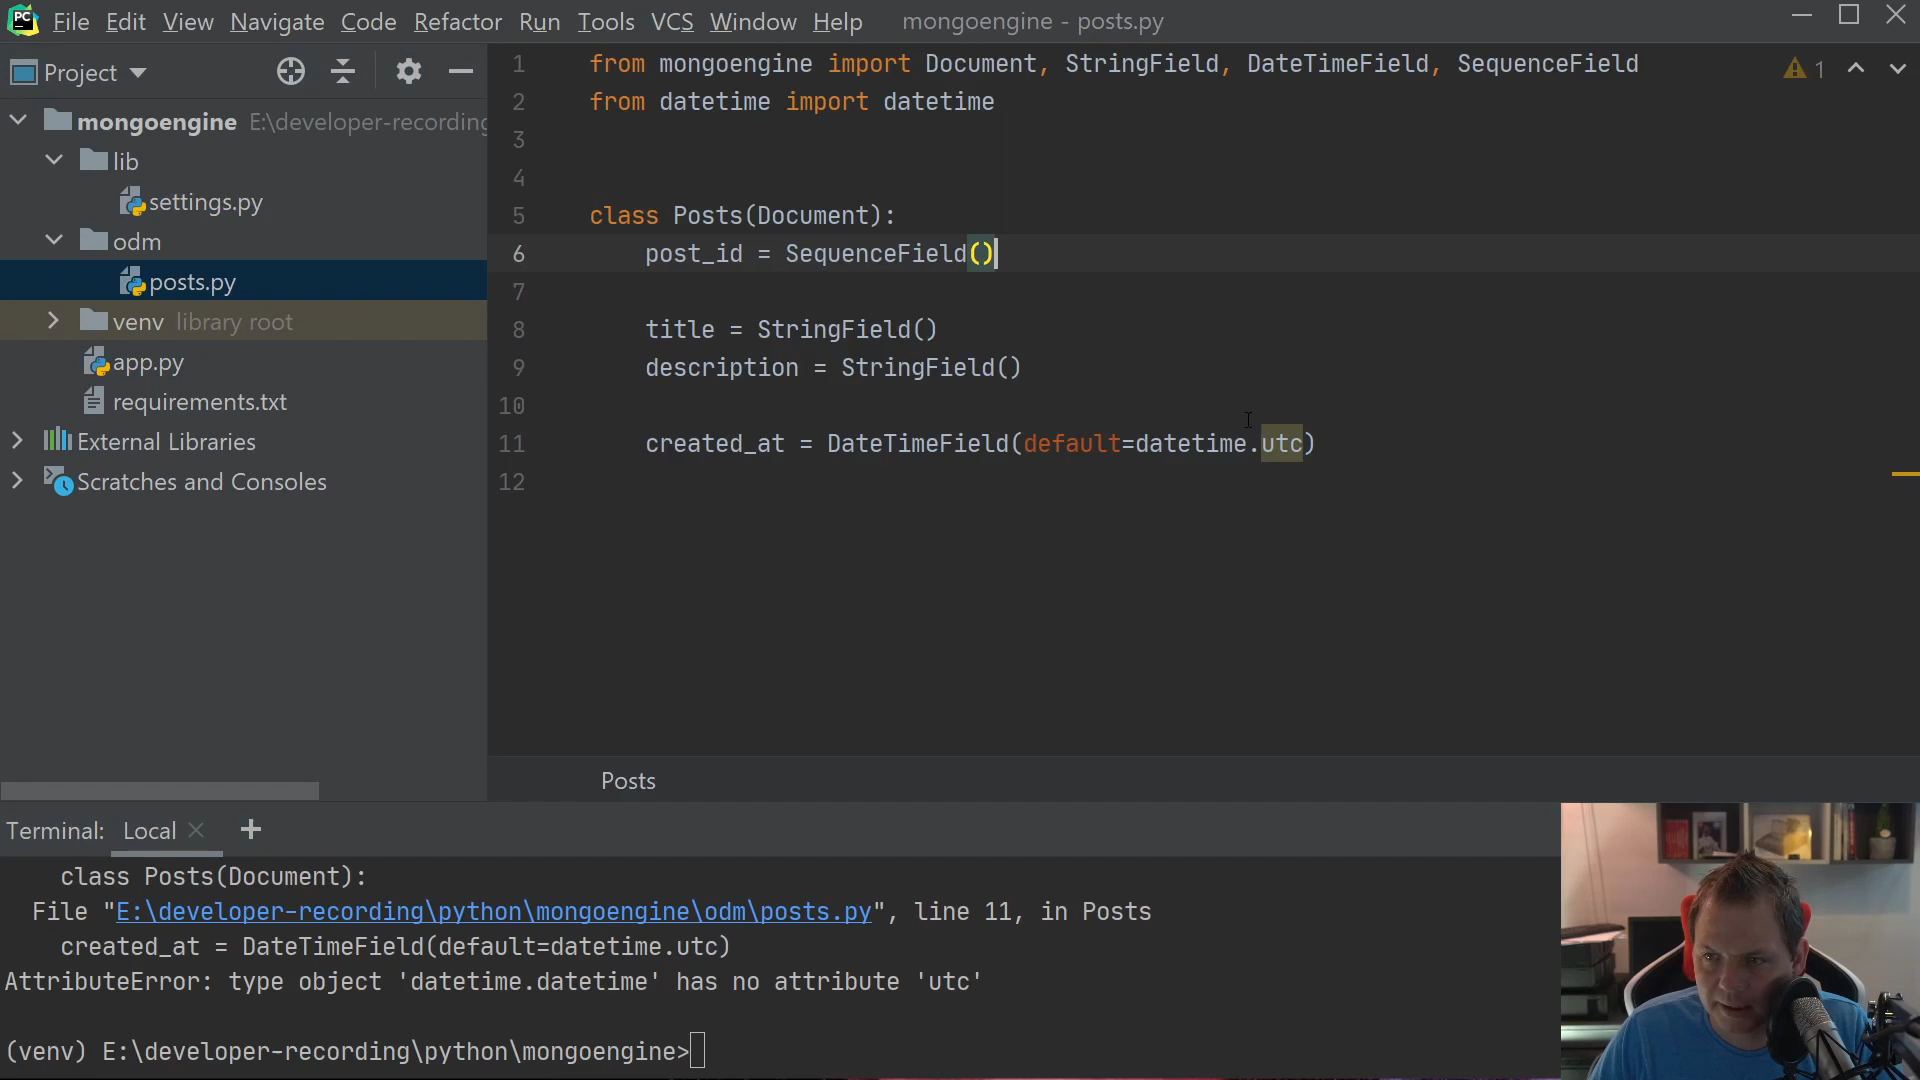 PC File Edit View Navigate Code Refactor Run Tools VCS Window Help mongoengine - posts.py
Project
mongoengine E:\developer-recording
lib
settings.py
odm
posts.py
venv library root
app.py
requirements.txt
External Libraries
Scratches and Consoles
1 from mongoengine import Document, StringField, DateTimeField, SequenceField
1
2 from datetime import datetime
3
4
5 class Posts(Document):
6 post_id = SequenceField()
7
8 title = StringField()
9 description = StringField()
10
11 created_at = DateTimeField(default=datetime.utc)
12
Posts
Terminal: Local
class Posts(Document):
File "E:\developer-recording\python\mongoengine\odm\posts.py", line 11, in Posts
created_at = DateTimeField(default=datetime.utc)
AttributeError: type object 'datetime.datetime' has no attribute 'utc'
(venv) E:\developer-recording\python\mongoengine>